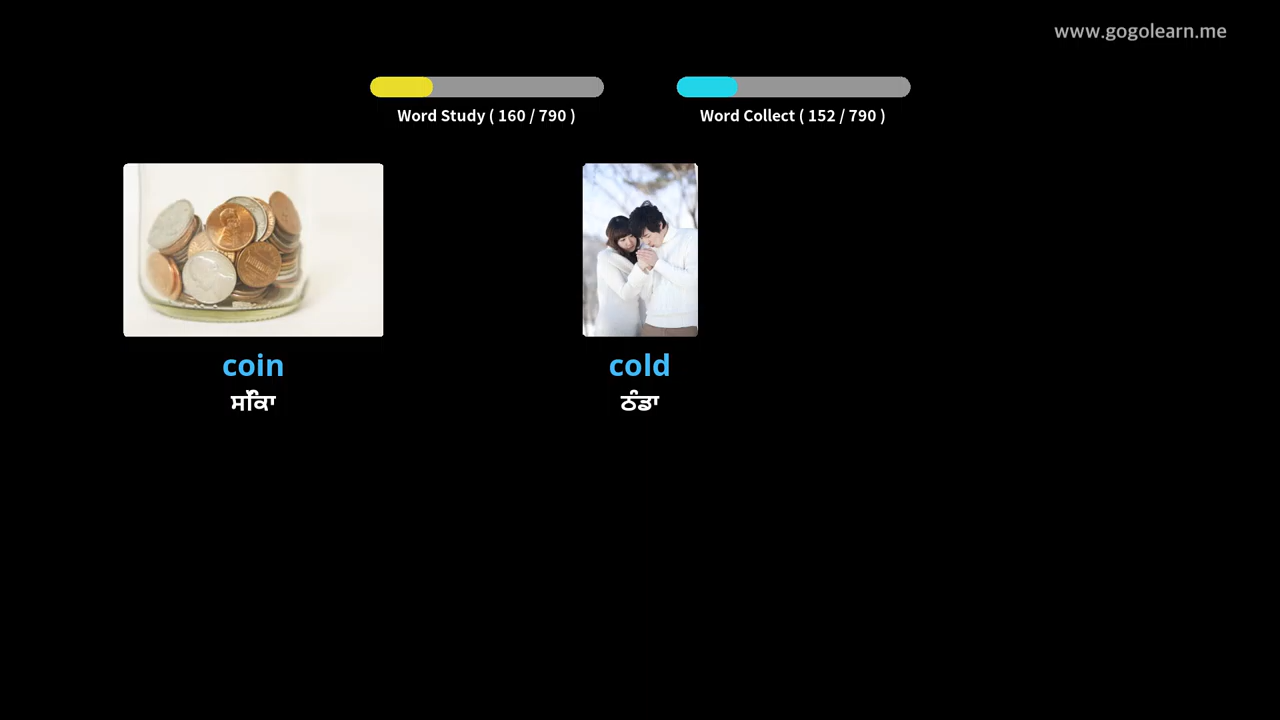 www.gogolearn.me
Word Study ( 160 / 790 )
Word Collect ( 152 / 790 )
coin
cold
ਸਿੱਕਾ
ਠੰਡਾ